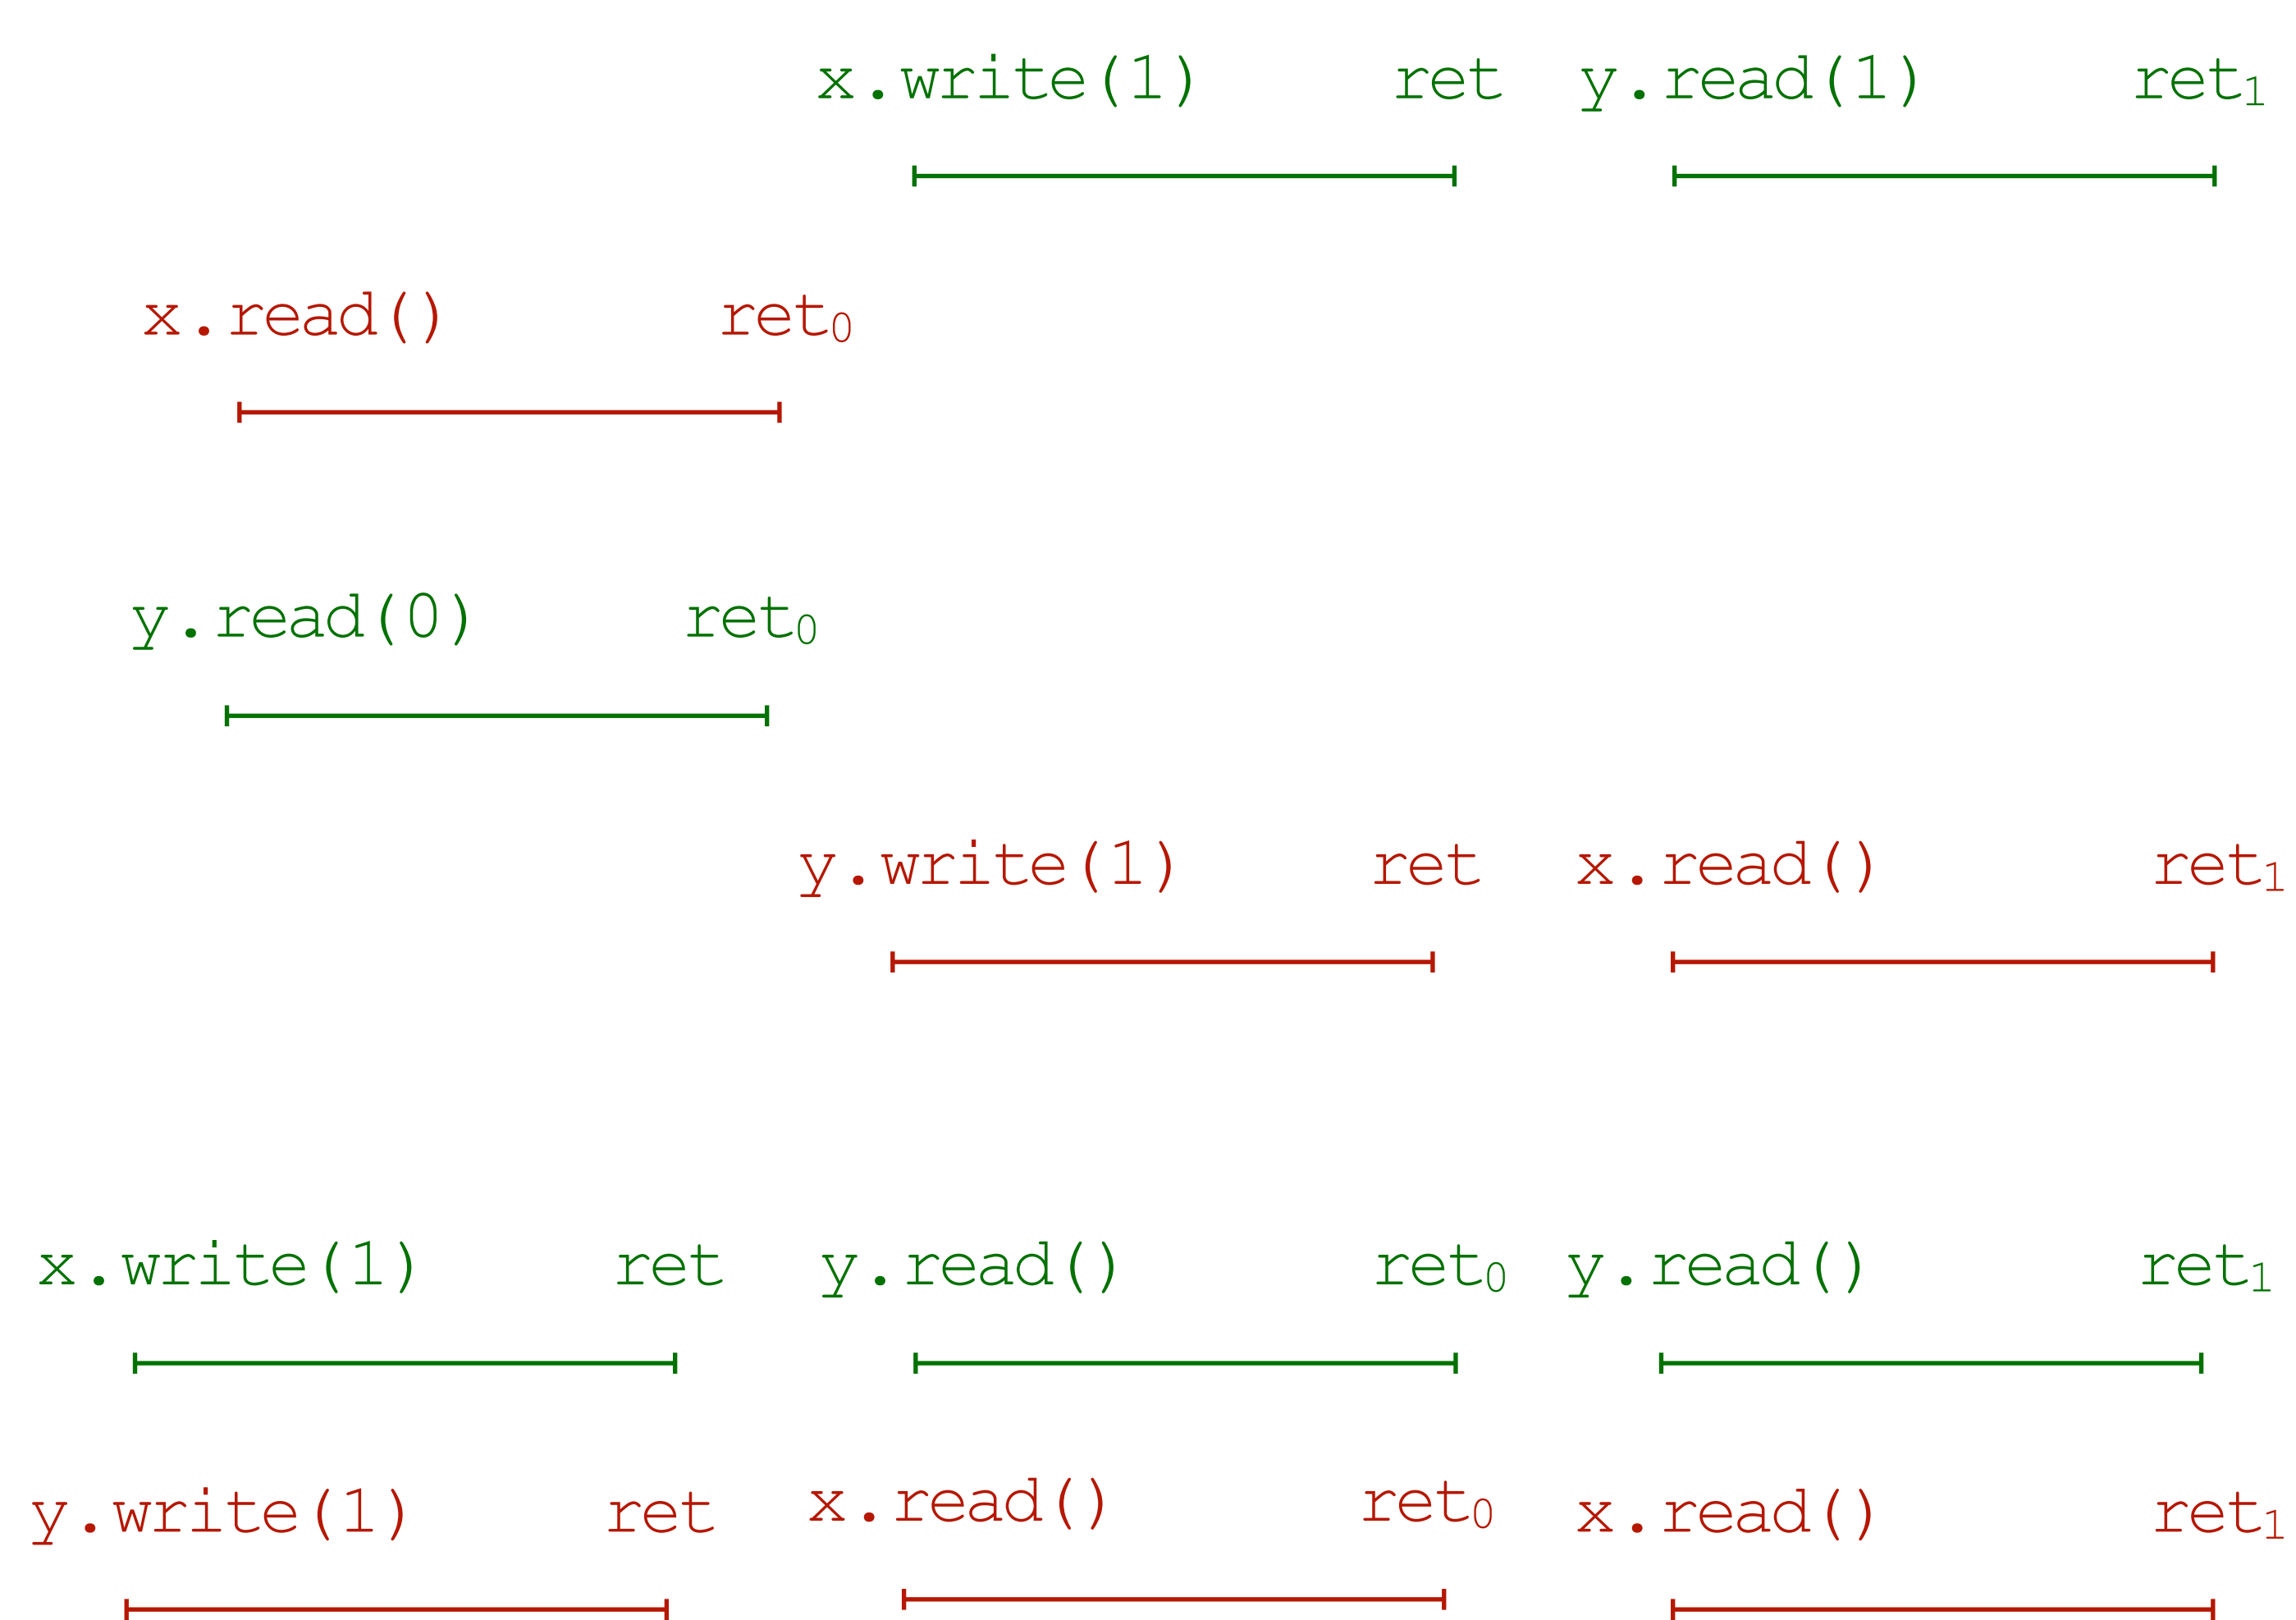 x.write(1) ret y.read(1) ret₁
x.read() ret₀
y.read(0) ret₀
y.write(1) ret x.read() ret₁
x.write(1) ret y.read() ret₀ y.read() ret₁
y.write(1) ret x.read() ret₀ x.read() ret₁